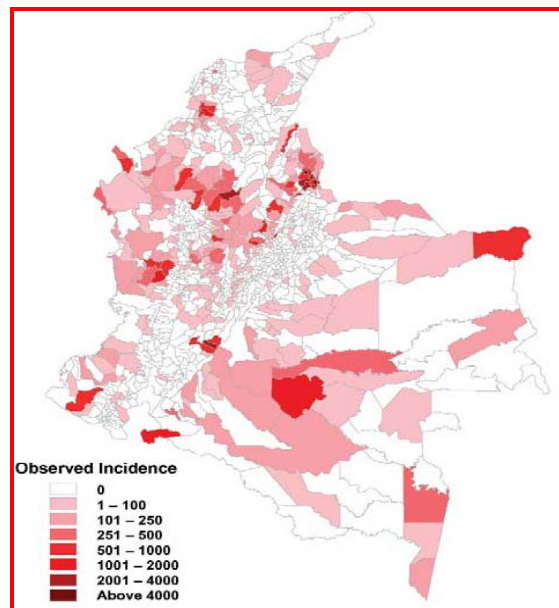 Observed Incidence
0
1 – 100
101 – 250
251 – 500
501 – 1000
1001 – 2000
2001 – 4000
Above 4000